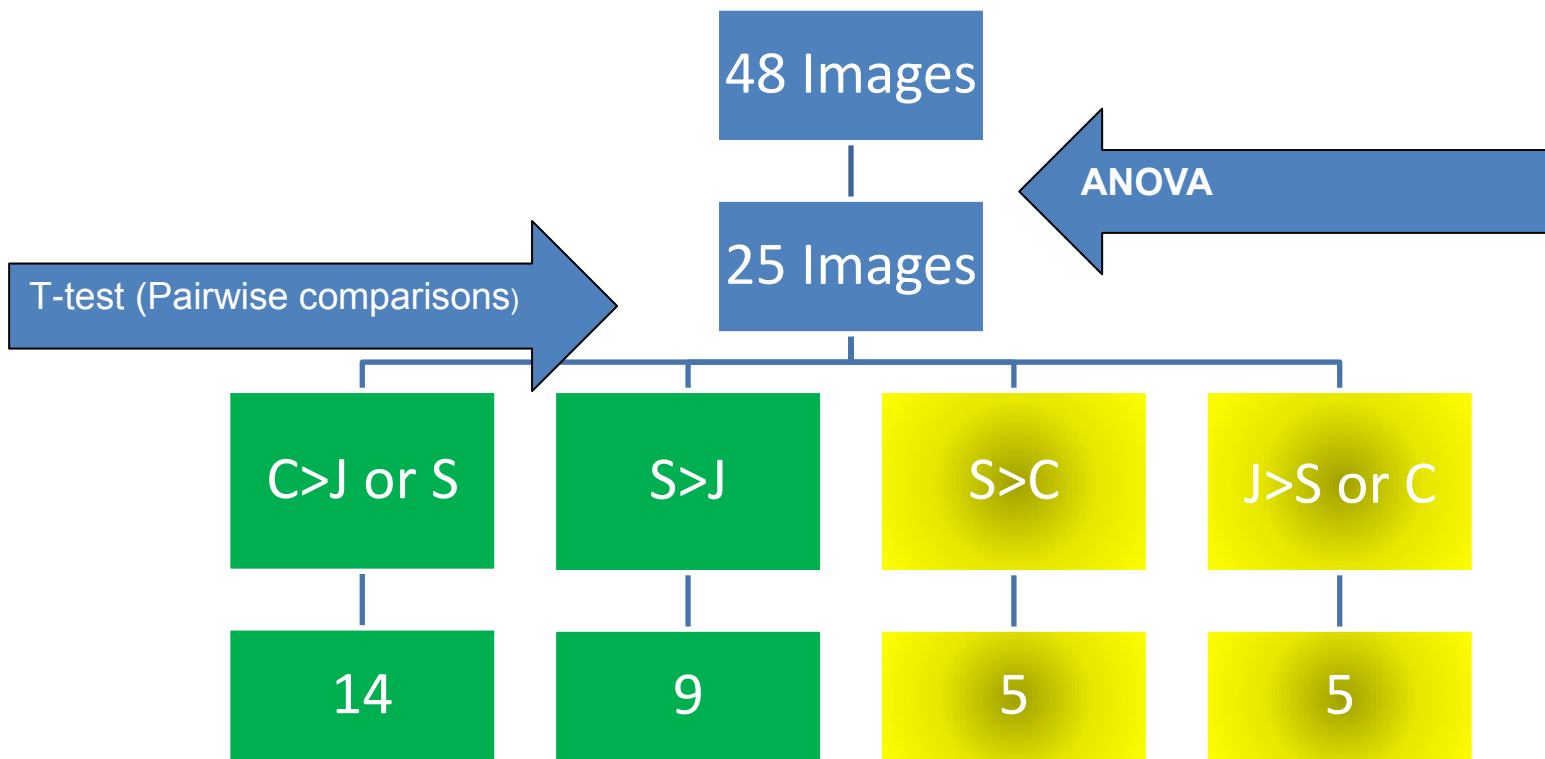 48 Images
ANOVA
25 Images
T-test (Pairwise comparisons)
C>J or S
S>J
S>C
J>S or C
14
9
5
5